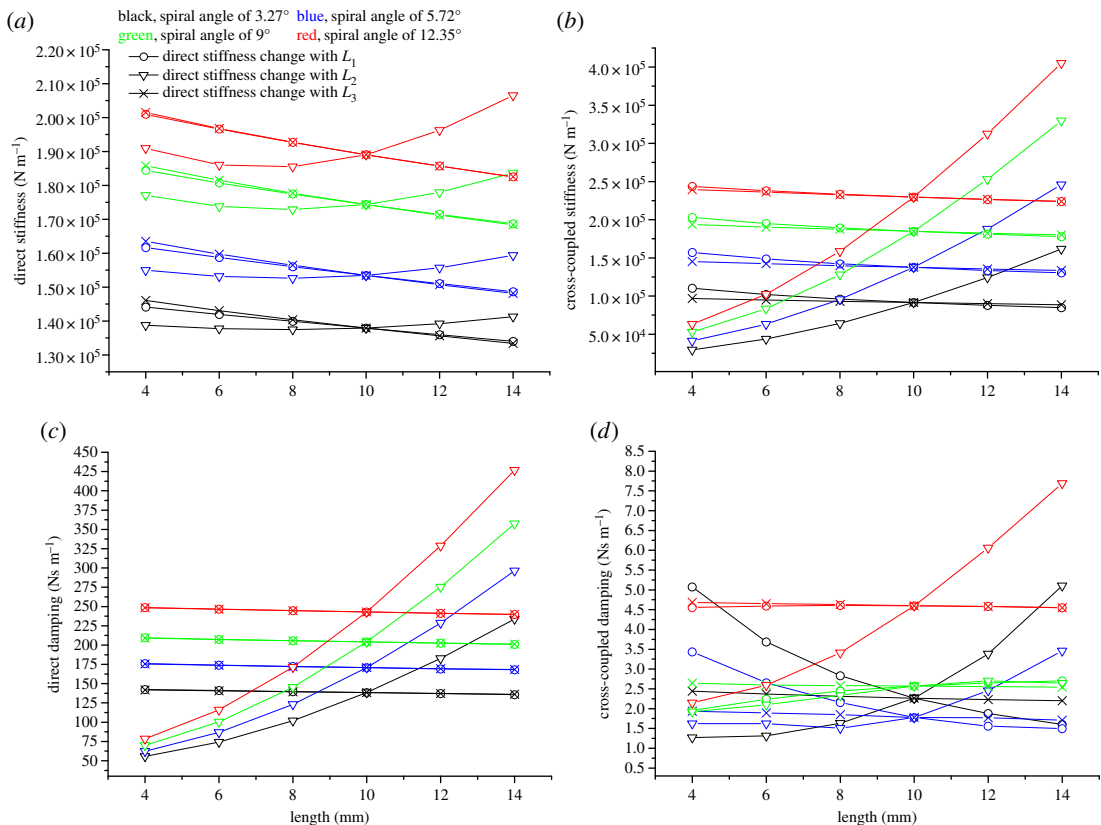 (a)
black, spiral angle of 3.27° blue, spiral angle of 5.72°
green, spiral angle of 9° red, spiral angle of 12.35°
direct stiffness change with L1
direct stiffness change with L2
direct stiffness change with L3
2.20 × 10^5
2.10 × 10^5
2.00 × 10^5
1.90 × 10^5
1.80 × 10^5
1.70 × 10^5
1.60 × 10^5
1.50 × 10^5
1.40 × 10^5
1.30 × 10^5
direct stiffness (N m−1)
4 6 8 10 12 14
(b)
4.0 × 10^5
3.5 × 10^5
3.0 × 10^5
2.5 × 10^5
2.0 × 10^5
1.5 × 10^5
1.0 × 10^5
5.0 × 10^4
cross-coupled stiffness (N m−1)
4 6 8 10 12 14
(c)
450
425
400
375
350
325
300
275
250
225
200
175
150
125
100
75
50
direct damping (Ns m−1)
4 6 8 10 12 14
length (mm)
(d)
8.5
8.0
7.5
7.0
6.5
6.0
5.5
5.0
4.5
4.0
3.5
3.0
2.5
2.0
1.5
1.0
0.5
cross-coupled damping (Ns m−1)
4 6 8 10 12 14
length (mm)